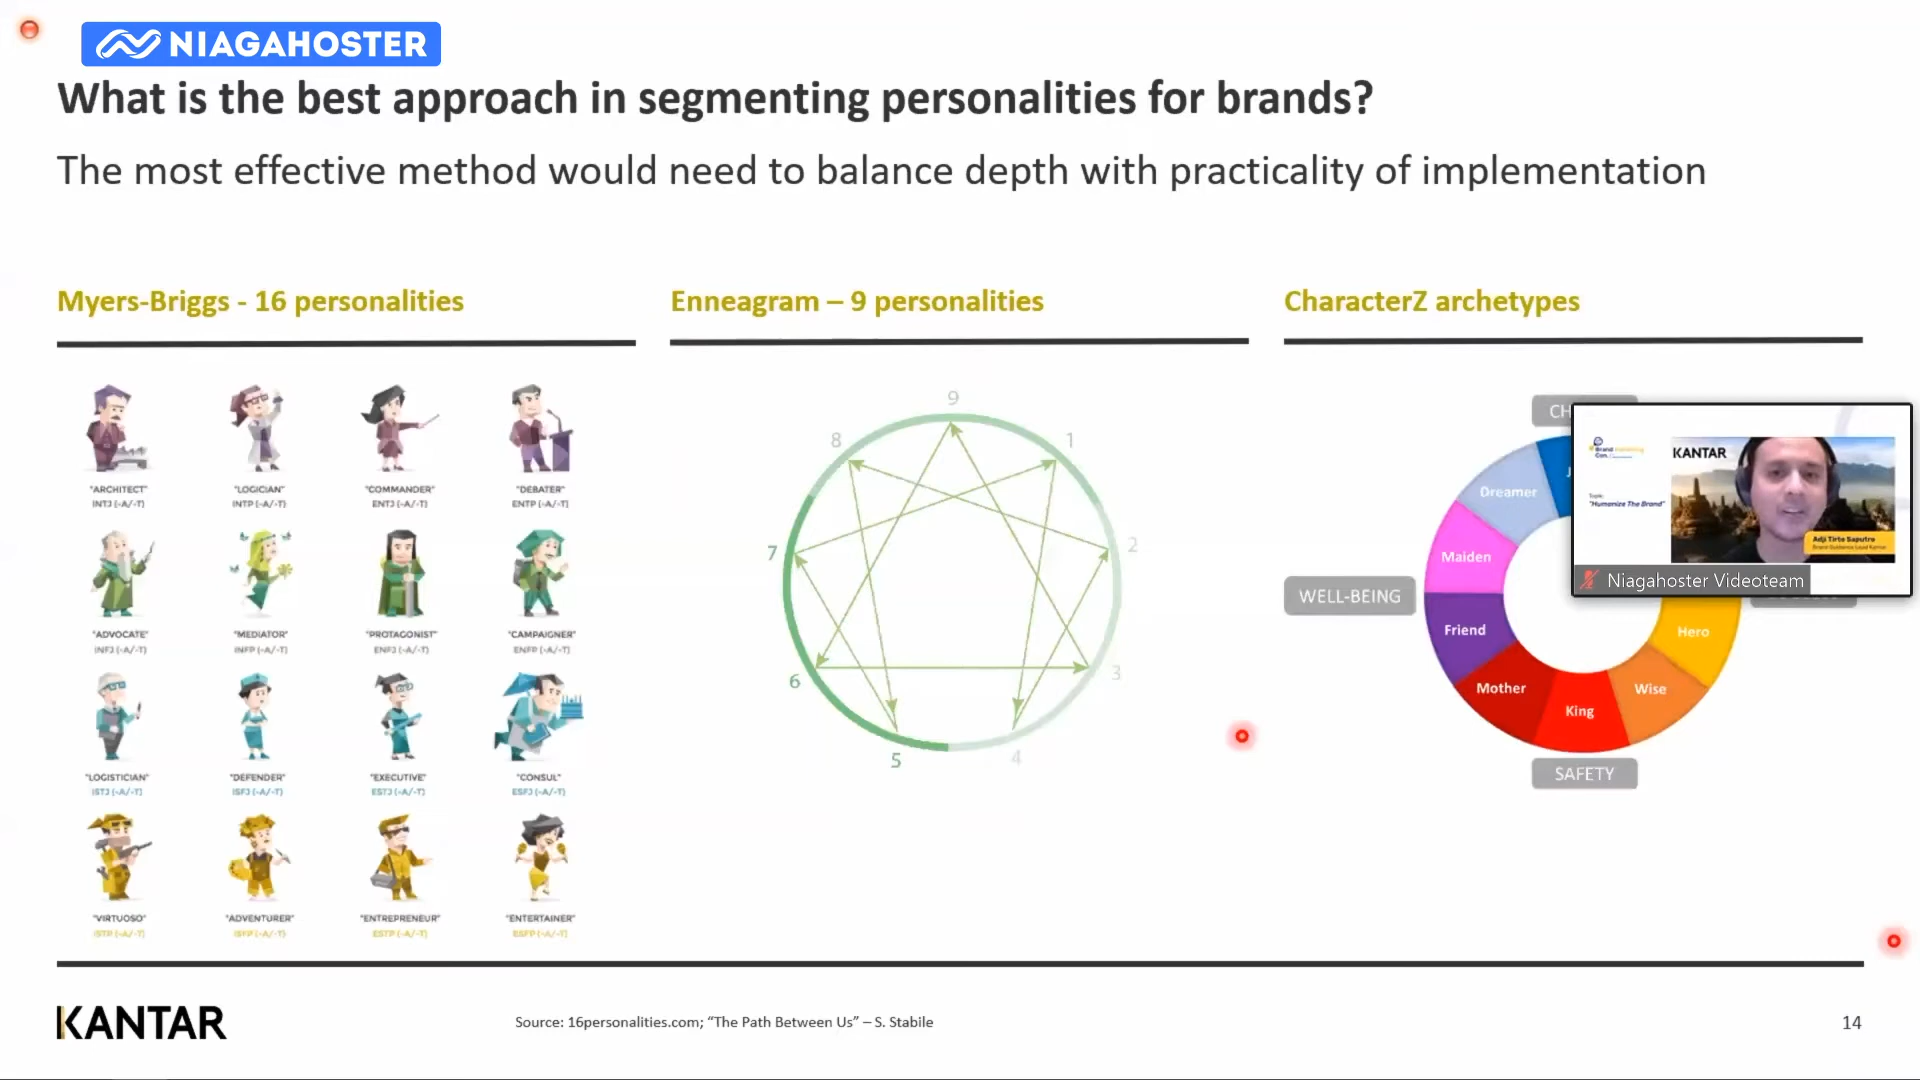 NIAGAHOSTER
What is the best approach in segmenting personalities for brands?
The most effective method would need to balance depth with practicality of implementation
Myers-Briggs - 16 personalities
Enneagram – 9 personalities
CharacterZ archetypes
"ARCHITECT" "LOGICIAN" "COMMANDER" "DEBATER"
INTJ (-A/-T) INTP (-A/-T) ENTJ (-A/-T) ENTP (-A/-T)
"ADVOCATE" "MEDIATOR" "PROTAGONIST" "CAMPAIGNER"
INFJ (-A/-T) INFP (-A/-T) ENFJ (-A/-T) ENFP (-A/-T)
"LOGISTICIAN" "DEFENDER" "EXECUTIVE" "CONSUL"
ISTJ (-A/-T) ISFJ (-A/-T) ESTJ (-A/-T) ESFJ (-A/-T)
"VIRTUOSO" "ADVENTURER" "ENTREPRENEUR" "ENTERTAINER"
ISTP (-A/-T) ISFP (-A/-T) ESTP (-A/-T) ESFP (-A/-T)
9
8
1
7
2
6
3
5
4
Dreamer
Maiden
WELL-BEING
Friend
Hero
Mother
Wise
King
SAFETY
KANTAR
Topic:
"Humanize The Brand"
Adji Tirto Saputro
Niagahoster Videoteam
KANTAR
Source: 16personalities.com; “The Path Between Us” – S. Stabile
14